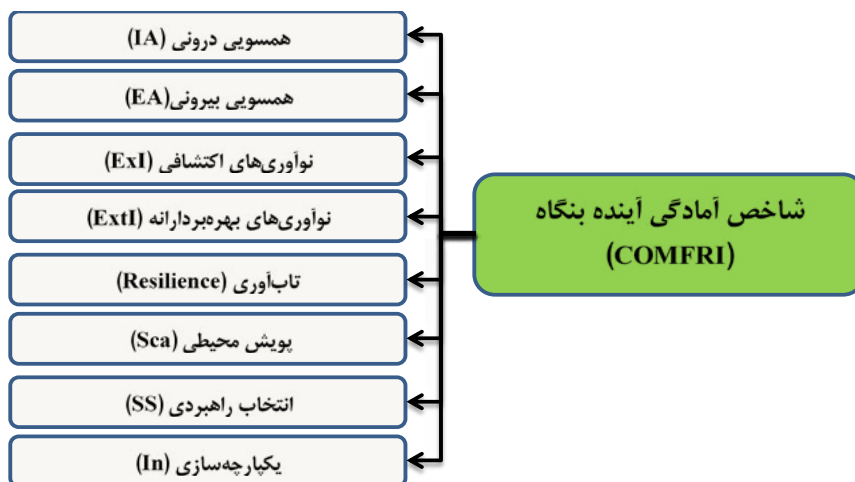 همسویی درونی (IA)
همسویی بیرونی(EA)
نوآوری‌های اکتشافی (ExI)
نوآوری‌های بهره‌بردارانه (ExtI)
تاب‌آوری (Resilience)
پویش محیطی (Sca)
انتخاب راهبردی (SS)
یکپارچه‌سازی (In)
شاخص آمادگی آینده بنگاه
(COMFRI)